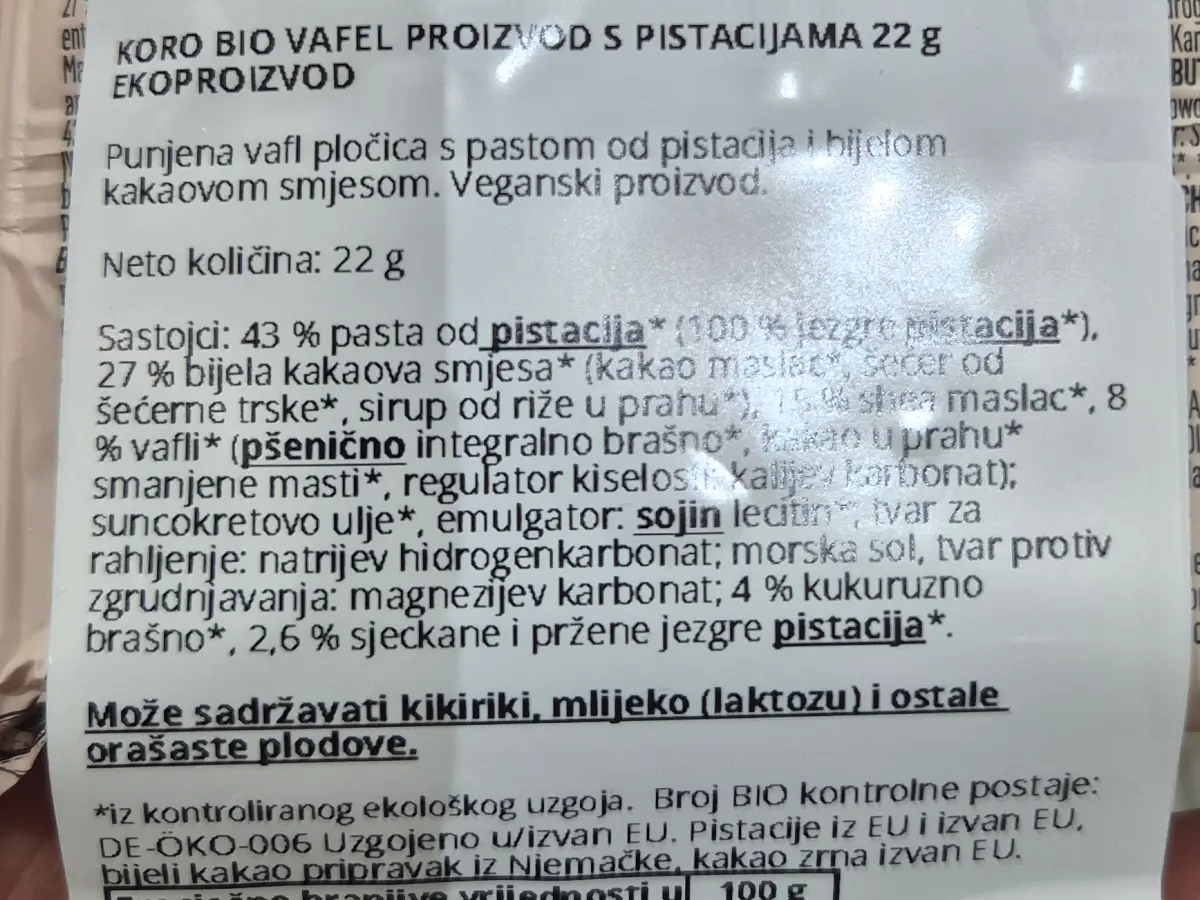 KORO BIO VAFEL PROIZVOD S PISTACIJAMA 22 g
EKOPROIZVOD
Punjena vafl pločica s pastom od pistacija i bijelom
kakaovom smjesom. Veganski proizvod.
Neto količina: 22 g
Sastojci: 43 % pasta od pistacija* (100 % jezgre pistacija*),
27 % bijela kakaova smjesa* (kakao maslac*, šećer od
šećerne trske*, sirup od riže u prahu*), 15 % shea maslac*, 8
% vafli* (pšenično integralno brašno*, kakao u prahu*
smanjene masti*, regulator kiselosti: kalijev karbonat);
suncokretovo ulje*, emulgator: sojin lecitin*, tvar za
rahljenje: natrijev hidrogenkarbonat; morska sol, tvar protiv
zgrudnjavanja: magnezijev karbonat; 4 % kukuruzno
brašno*, 2,6 % sjeckane i pržene jezgre pistacija*.
Može sadržavati kikiriki, mlijeko (laktozu) i ostale
orašaste plodove.
*iz kontroliranog ekološkog uzgoja. Broj BIO kontrolne postaje:
DE-ÖKO-006 Uzgojeno u/izvan EU. Pistacije iz EU i izvan EU,
bijeli kakao pripravak iz Njemačke, kakao zrna izvan EU.
hranjive vrijednosti u 100 g